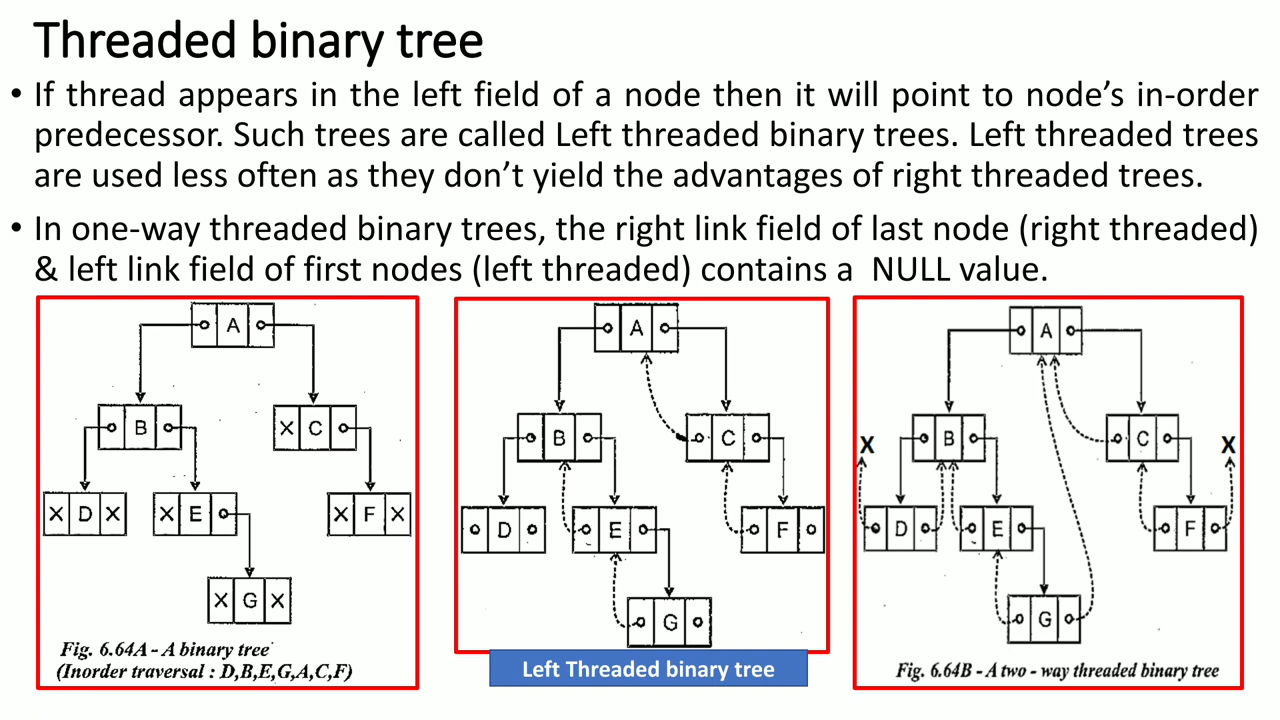 Threaded binary tree
• If thread appears in the left field of a node then it will point to node’s in-order
predecessor. Such trees are called Left threaded binary trees. Left threaded trees
are used less often as they don’t yield the advantages of right threaded trees.
• In one-way threaded binary trees, the right link field of last node (right threaded)
& left link field of first nodes (left threaded) contains a NULL value.
A
B
X C
X D X
X E
X F X
X G X
Fig. 6.64A - A binary tree
(Inorder traversal : D,B,E,G,A,C,F)
A
B
C
D
E
F
G
Left Threaded binary tree
A
X
B
C
X
D
E
F
G
Fig. 6.64B - A two - way threaded binary tree